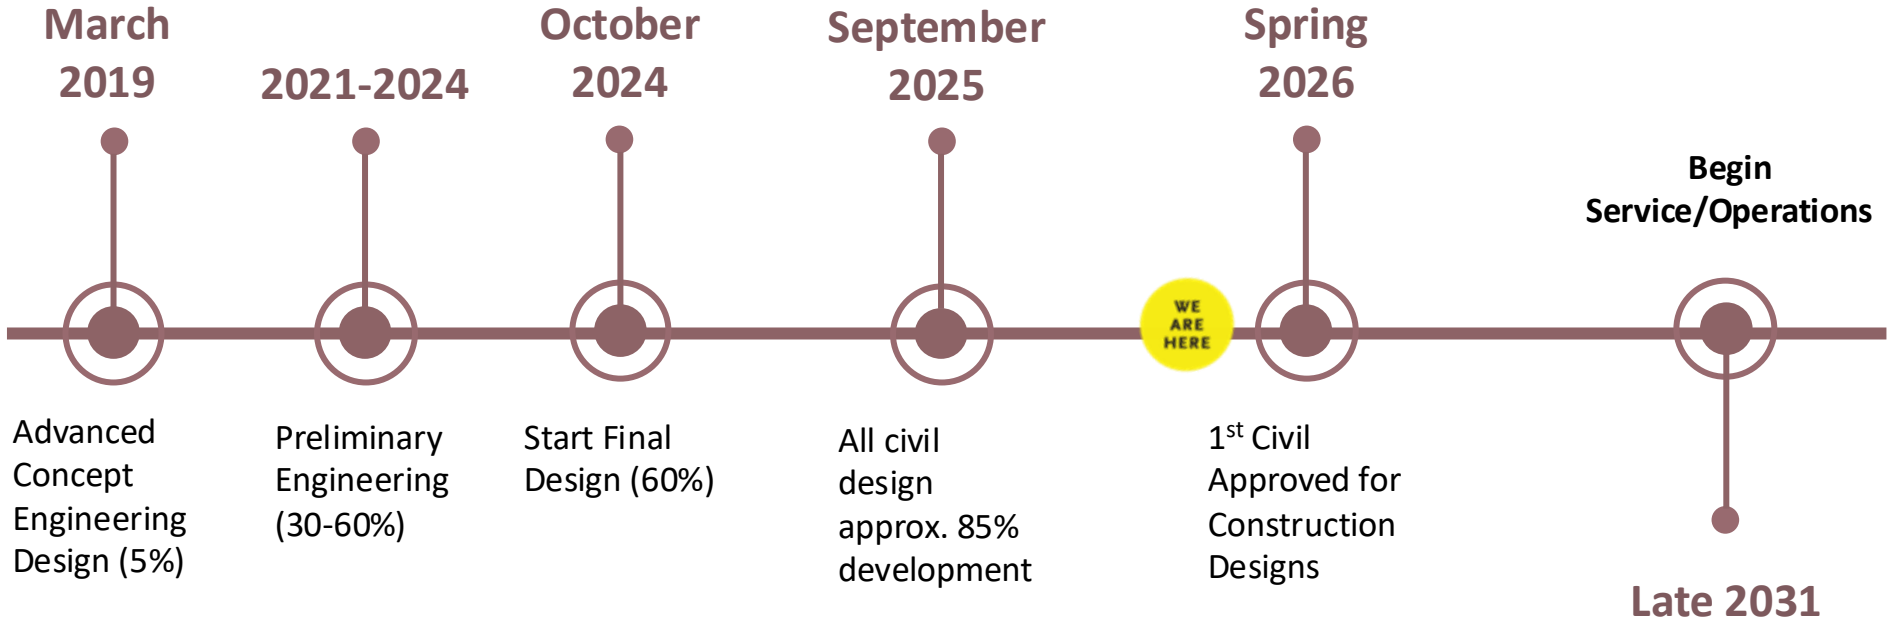 March
2019
2021-2024
October
2024
September
2025
Spring
2026
Begin
Service/Operations
WE
ARE
HERE
Advanced
Concept
Engineering
Design (5%)
Preliminary
Engineering
(30-60%)
Start Final
Design (60%)
All civil
design
approx. 85%
development
1st Civil
Approved for
Construction
Designs
Late 2031